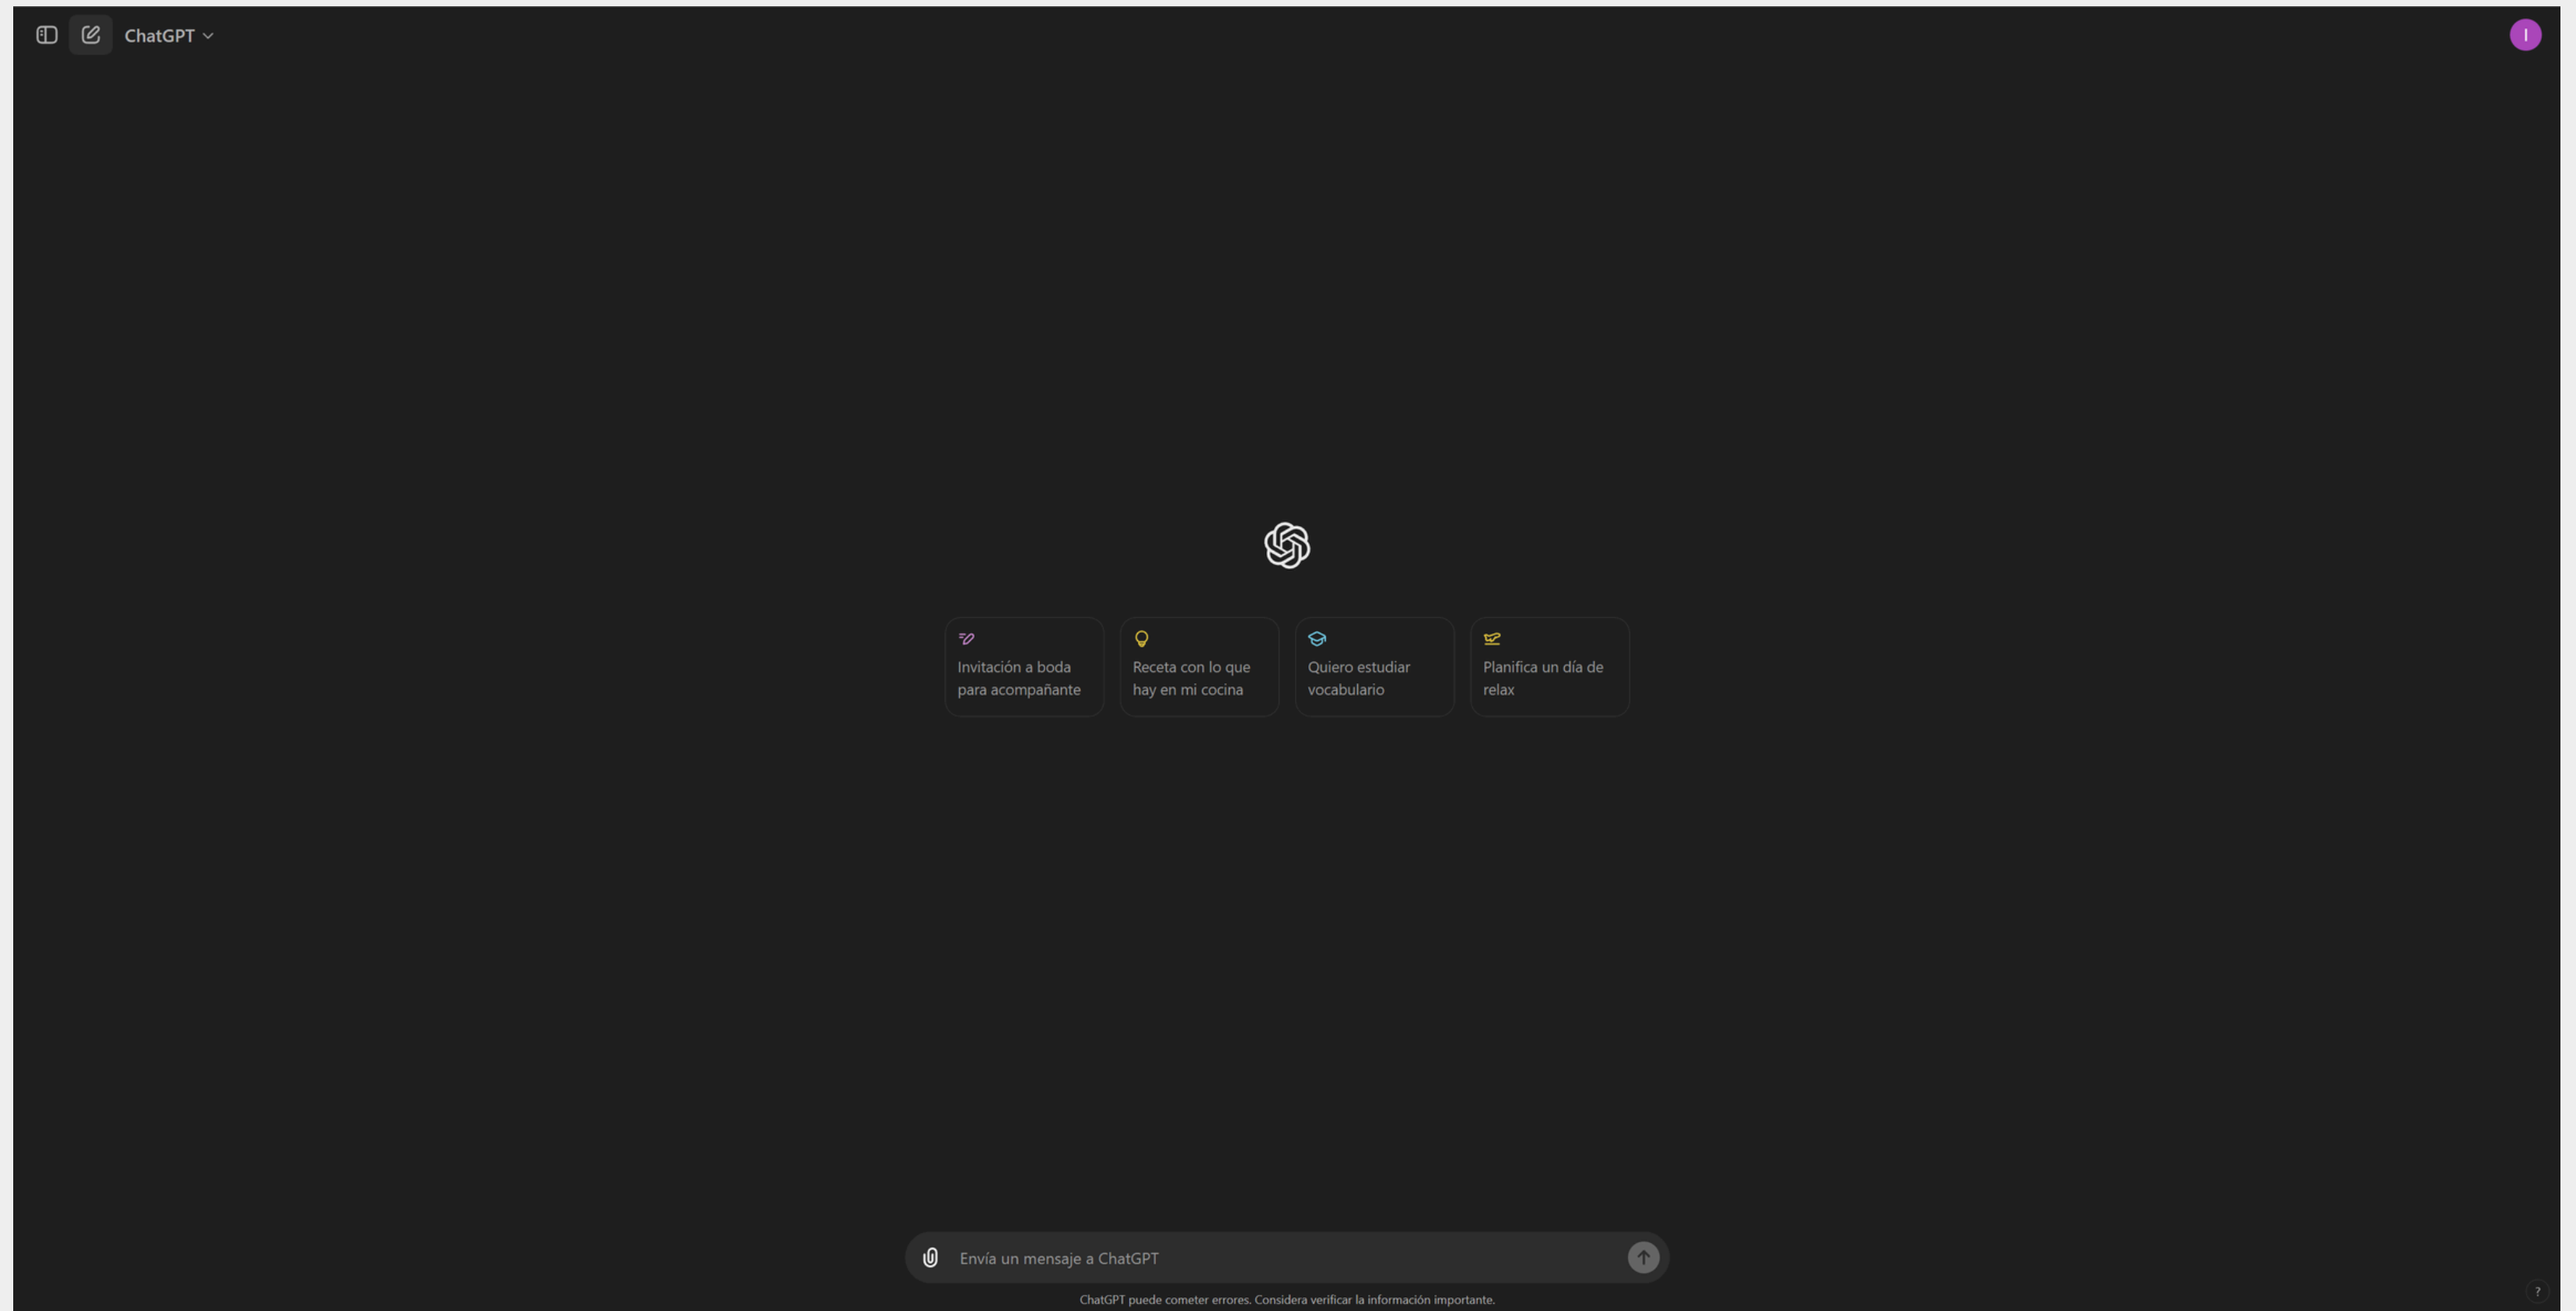 ChatGPT
I
Invitación a boda
para acompañante
Receta con lo que
hay en mi cocina
Quiero estudiar
vocabulario
Planifica un día de
relax
Envía un mensaje a ChatGPT
ChatGPT puede cometer errores. Considera verificar la información importante.
?